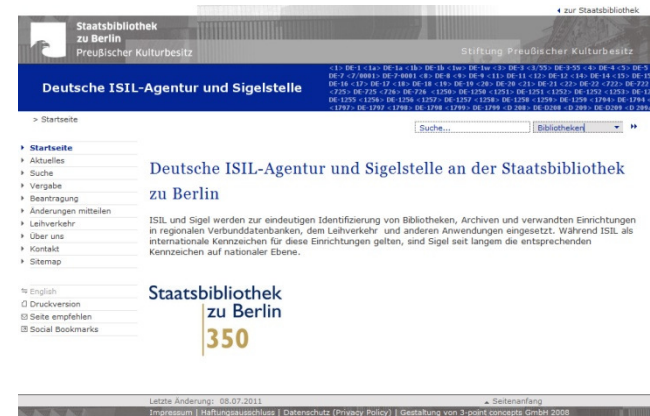 zur Staatsbibliothek
Staatsbibliothek
zu Berlin
Preußischer Kulturbesitz
Stiftung Preußischer Kulturbesitz
Deutsche ISIL-Agentur und Sigelstelle
> Startseite
Suche...
Bibliotheken
Startseite
Aktuelles
Suche
Vergabe
Beantragung
Änderungen mitteilen
Leihverkehr
Über uns
Kontakt
Sitemap
English
Druckversion
Seite empfehlen
Social Bookmarks
Deutsche ISIL-Agentur und Sigelstelle an der Staatsbibliothek
zu Berlin
ISIL und Sigel werden zur eindeutigen Identifizierung von Bibliotheken, Archiven und verwandten Einrichtungen
in regionalen Verbunddatenbanken, dem Leihverkehr und anderen Anwendungen eingesetzt. Während ISIL als
internationale Kennzeichen für diese Einrichtungen gelten, sind Sigel seit langem die entsprechenden
Kennzeichen auf nationaler Ebene.
Staatsbibliothek
zu Berlin
350
Letzte Änderung: 08.07.2011
Seitenanfang
Impressum | Haftungsausschluss | Datenschutz (Privacy Policy) | Gestaltung von 3-point concepts GmbH 2008